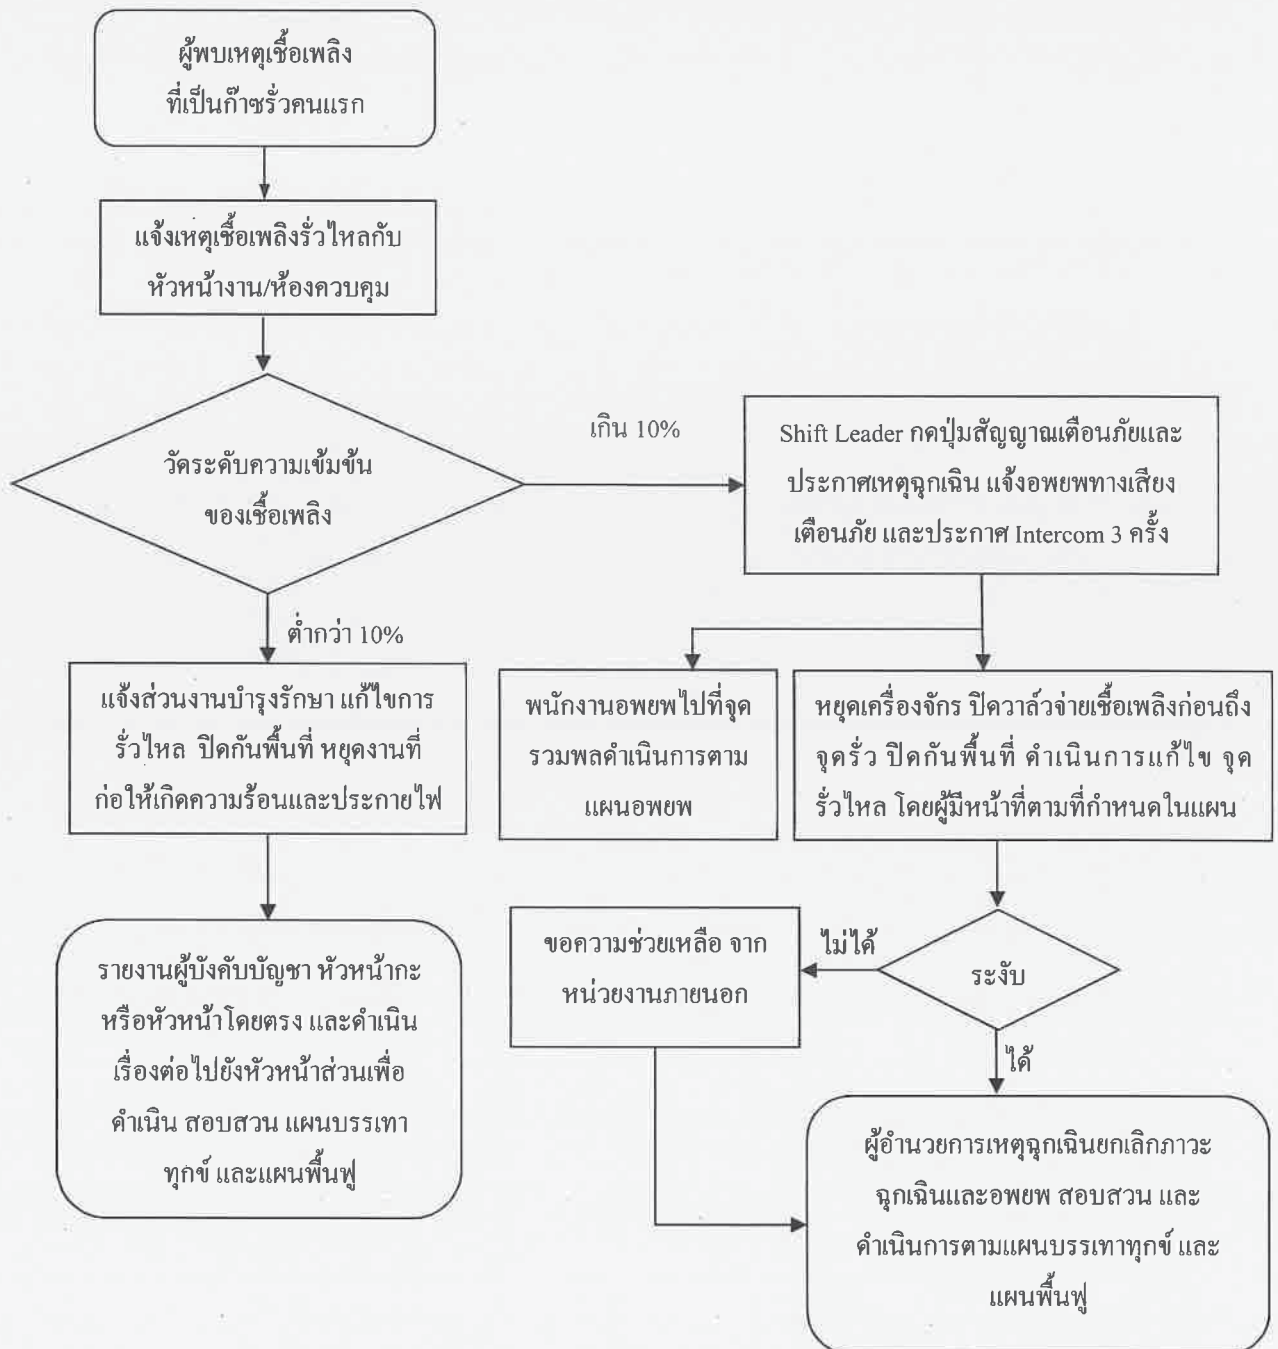 ผู้พบเหตุเชื้อเพลิง
ที่เป็นก๊าซรั่วคนแรก
แจ้งเหตุเชื้อเพลิงรั่วไหลกับ
หัวหน้างาน/ห้องควบคุม
วัดระดับความเข้มข้น
ของเชื้อเพลิง
เกิน 10%
Shift Leader กดปุ่มสัญญาณเตือนภัยและ
ประกาศเหตุฉุกเฉิน แจ้งอพยพทางเสียง
เตือนภัย และประกาศ Intercom 3 ครั้ง
ต่ำกว่า 10%
แจ้งส่วนงานบำรุงรักษา แก้ไขการ
รั่วไหล ปิดกันพื้นที่ หยุดงานที่
ก่อให้เกิดความร้อนและประกายไฟ
พนักงานอพยพไปที่จุด
รวมพลดำเนินการตาม
แผนอพยพ
หยุดเครื่องจักร ปิดวาล์วจ่ายเชื้อเพลิงก่อนถึง
จุดรั่ว ปิดกันพื้นที่ ดำเนินการแก้ไข จุด
รั่วไหล โดยผู้มีหน้าที่ตามที่กำหนดในแผน
รายงานผู้บังคับบัญชา หัวหน้ากะ
หรือหัวหน้าโดยตรง และดำเนิน
เรื่องต่อไปยังหัวหน้าส่วนเพื่อ
ดำเนิน สอบสวน แผนบรรเทา
ทุกข์ และแผนฟื้นฟู
ขอความช่วยเหลือ จาก
หน่วยงานภายนอก
ไม่ได้
ระงับ
ได้
ผู้อำนวยการเหตุฉุกเฉินยกเลิกภาวะ
ฉุกเฉินและอพยพ สอบสวน และ
ดำเนินการตามแผนบรรเทาทุกข์ และ
แผนฟื้นฟู